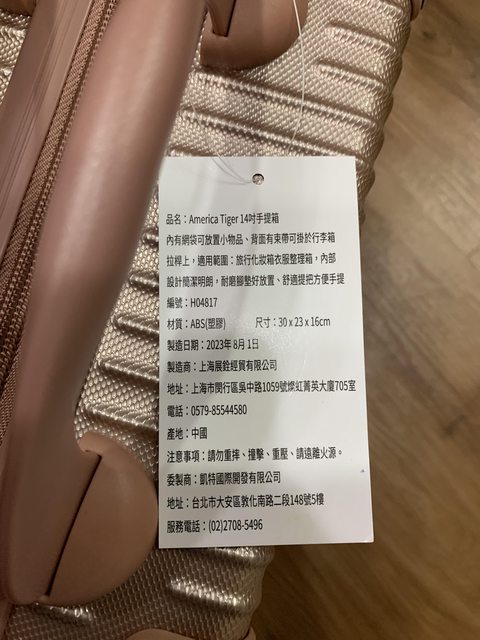 品名：America Tiger 14吋手提箱
內有網袋可放置小物品、背面有束帶可掛於行李箱
拉桿上，適用範圍：旅行化妝箱衣服整理箱，內部
設計簡潔明朗，耐磨腳墊好放置、舒適提把方便手提
編號：H04817
材質：ABS(塑膠) 尺寸：30 x 23 x 16cm
製造日期：2023年8月1日
製造商：上海展銓經貿有限公司
地址：上海市閔行區吳中路1059號燦虹菁英大廈705室
電話：0579-85544580
產地：中國
注意事項：請勿重摔、撞擊、重壓、請遠離火源。
委製商：凱特國際開發有限公司
地址：台北市大安區敦化南路二段148號5樓
服務電話：(02)2708-5496